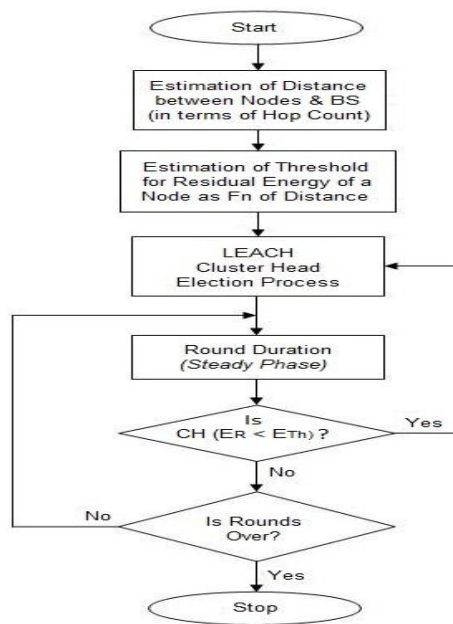 Start
Estimation of Distance
between Nodes & BS
(in terms of Hop Count)
Estimation of Threshold
for Residual Energy of a
Node as Fn of Distance
LEACH
Cluster Head
Election Process
Round Duration
(Steady Phase)
Is
CH (ER < ETh) ?
Yes
No
Is Rounds
Over?
No
Yes
Stop